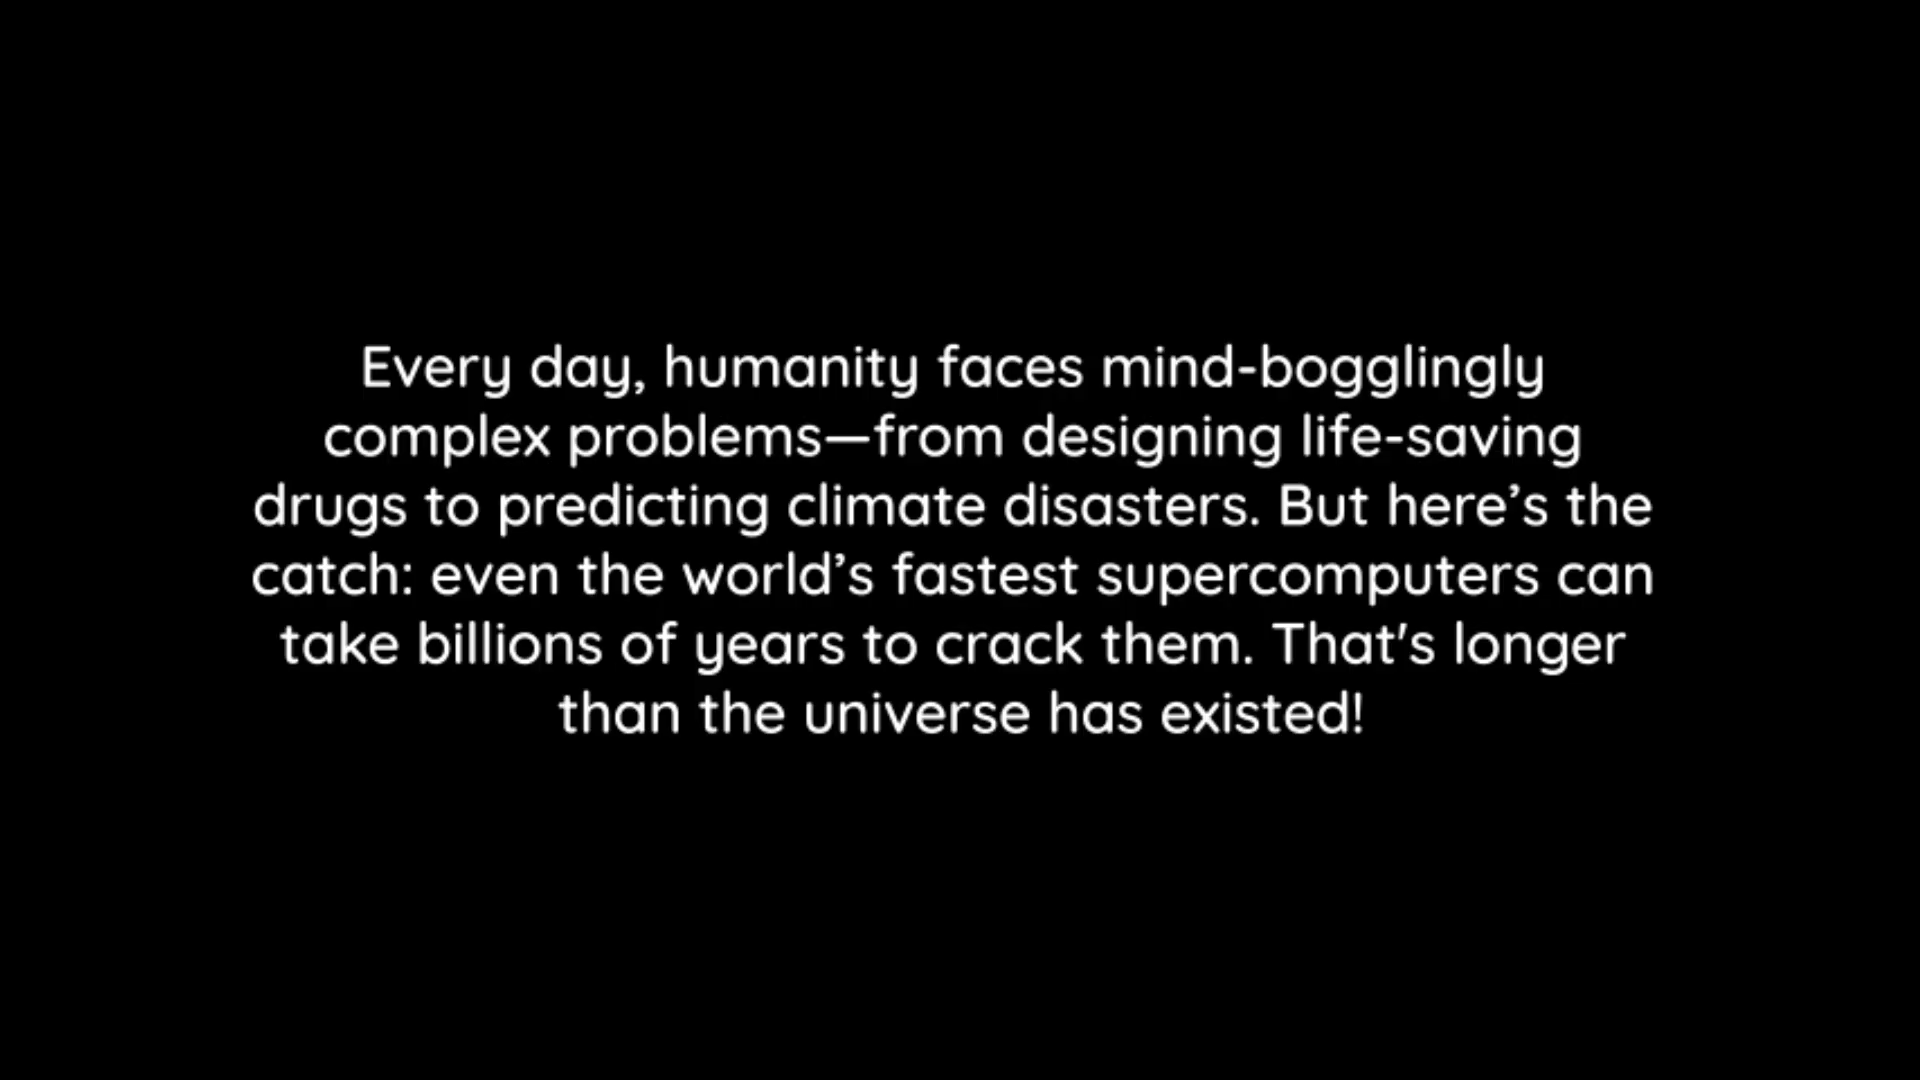 Every day, humanity faces mind-bogglingly
complex problems—from designing life-saving
drugs to predicting climate disasters. But here’s the
catch: even the world’s fastest supercomputers can
take billions of years to crack them. That's longer
than the universe has existed!